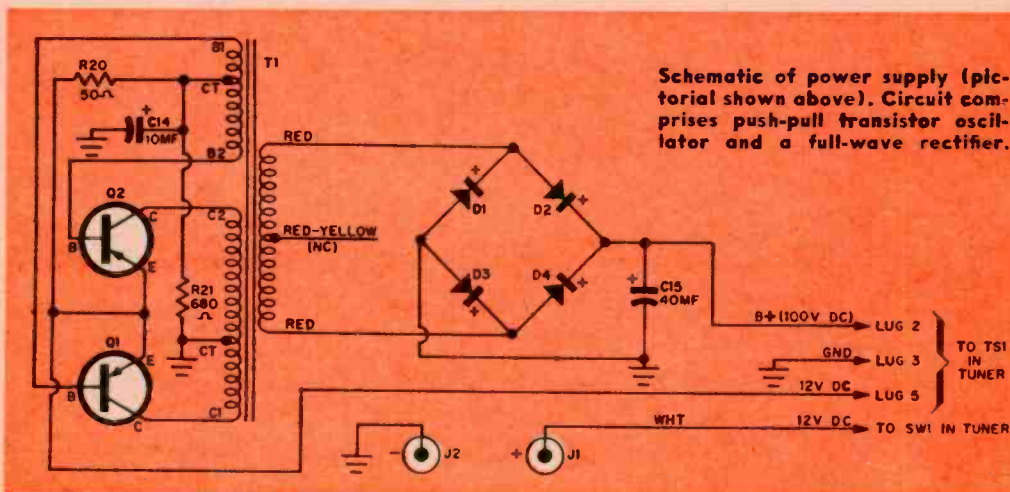 Schematic of power supply (pic-
torial shown above). Circuit com-
prises push-pull transistor oscil-
lator and a full-wave rectifier.
B1
T1
R20
50Ω
CT
+
C14
10MF
B2
RED
Q2
C
C2
B
E
RED-YELLOW
(NC)
D1
+
D2
+
D3
+
D4
+
R21
680
Ω
+
C15
40MF
Q1
E
CT
B
C
C1
RED
B+(100V DC)
LUG 2
GND
LUG 3
12V DC
LUG 5
TO TS1
IN
TUNER
WHT
12V DC
TO SW1 IN TUNER
-
J2
+
J1